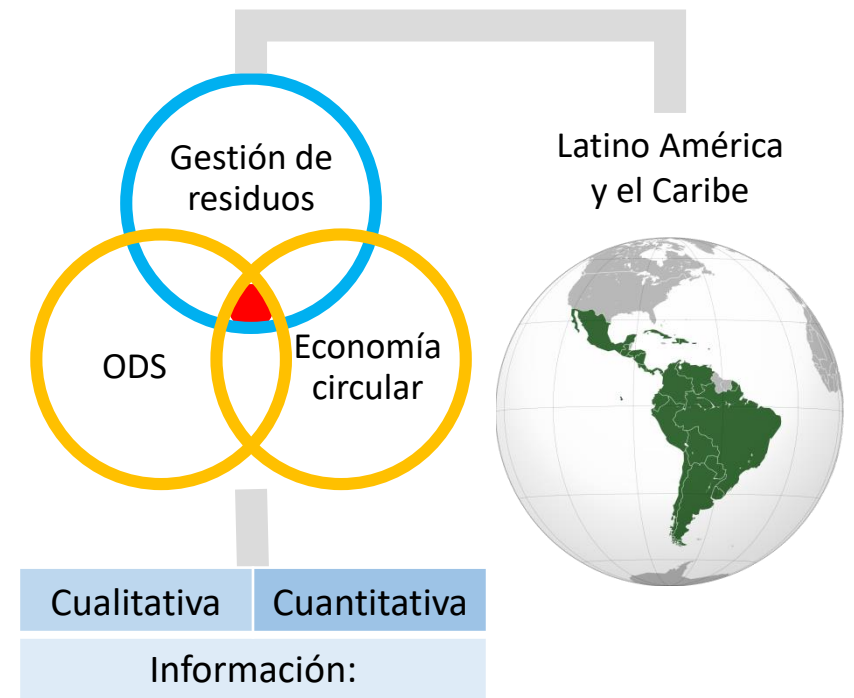 Gestión de
residuos
ODS
Economía
circular
Latino América
y el Caribe
Cualitativa
Cuantitativa
Información: